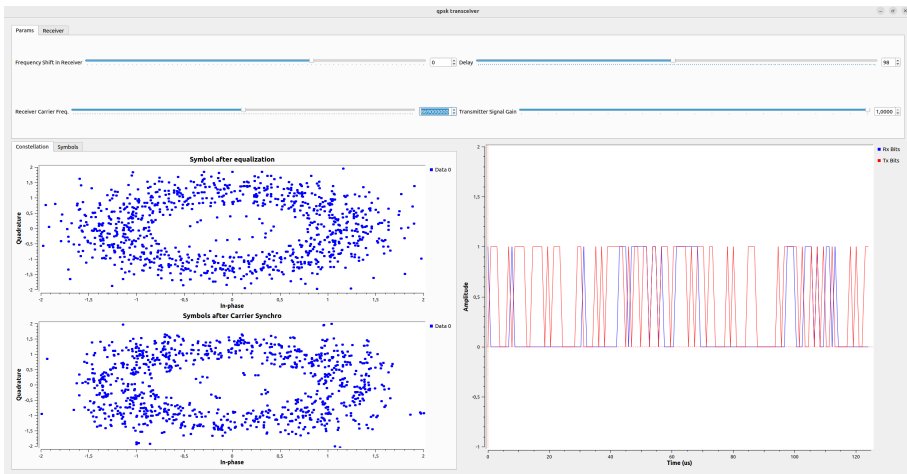 qpsk transceiver
Params Receiver
Frequency Shift in Receiver 0 Delay 98
Receiver Carrier Freq. Transmitter Signal Gain 1,0000
Constellation Symbols
Symbol after equalization
Data 0
Quadrature
2
1,5
1
0,5
0
-0,5
-1
-1,5
-2
-2 -1,5 -1 -0,5 0 0,5 1 1,5 2
In-phase
Symbols after Carrier Synchro
Data 0
Quadrature
2
1,5
1
0,5
0
-0,5
-1
-1,5
-2
-2 -1,5 -1 -0,5 0 0,5 1 1,5 2
In-phase
Rx Bits
Tx Bits
Amplitude
2
1,5
1
0,5
0
-0,5
-1
0 20 40 60 80 100 120
Time (us)